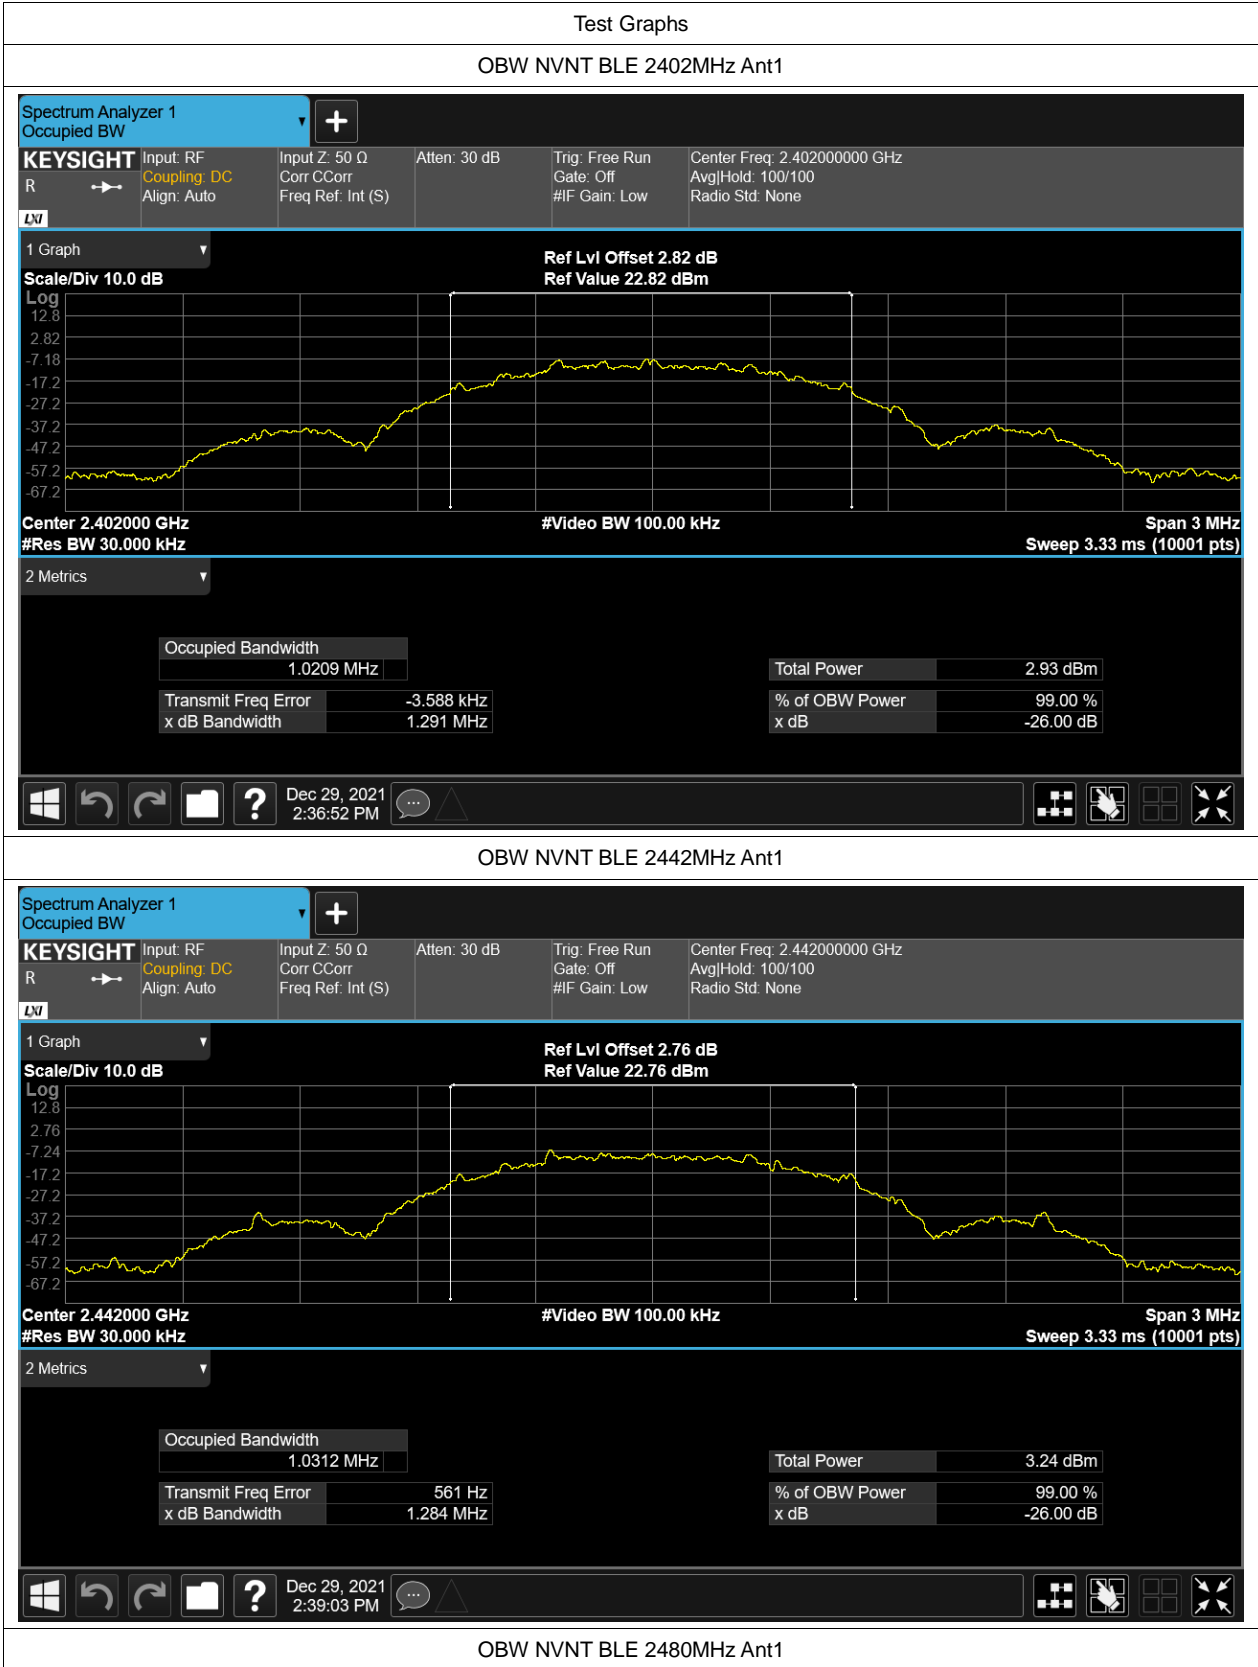 Test Graphs
OBW NVNT BLE 2402MHz Ant1
Spectrum Analyzer 1
Occupied BW
KEYSIGHT Input: RF Input Z: 50 Ω Atten: 30 dB Trig: Free Run Center Freq: 2.402000000 GHz
R Coupling: DC Corr CCorr Gate: Off Avg|Hold: 100/100
Align: Auto Freq Ref: Int (S) #IF Gain: Low Radio Std: None
LXI
1 Graph
Ref Lvl Offset 2.82 dB
Scale/Div 10.0 dB Ref Value 22.82 dBm
Log
12.8
2.82
-7.18
-17.2
-27.2
-37.2
-47.2
-57.2
-67.2
Center 2.402000 GHz #Video BW 100.00 kHz Span 3 MHz
#Res BW 30.000 kHz Sweep 3.33 ms (10001 pts)
2 Metrics
Occupied Bandwidth
1.0209 MHz Total Power 2.93 dBm
Transmit Freq Error -3.588 kHz % of OBW Power 99.00 %
x dB Bandwidth 1.291 MHz x dB -26.00 dB
Dec 29, 2021
2:36:52 PM
OBW NVNT BLE 2442MHz Ant1
Spectrum Analyzer 1
Occupied BW
KEYSIGHT Input: RF Input Z: 50 Ω Atten: 30 dB Trig: Free Run Center Freq: 2.442000000 GHz
R Coupling: DC Corr CCorr Gate: Off Avg|Hold: 100/100
Align: Auto Freq Ref: Int (S) #IF Gain: Low Radio Std: None
LXI
1 Graph
Ref Lvl Offset 2.76 dB
Scale/Div 10.0 dB Ref Value 22.76 dBm
Log
12.8
2.76
-7.24
-17.2
-27.2
-37.2
-47.2
-57.2
-67.2
Center 2.442000 GHz #Video BW 100.00 kHz Span 3 MHz
#Res BW 30.000 kHz Sweep 3.33 ms (10001 pts)
2 Metrics
Occupied Bandwidth
1.0312 MHz Total Power 3.24 dBm
Transmit Freq Error 561 Hz % of OBW Power 99.00 %
x dB Bandwidth 1.284 MHz x dB -26.00 dB
Dec 29, 2021
2:39:03 PM
OBW NVNT BLE 2480MHz Ant1